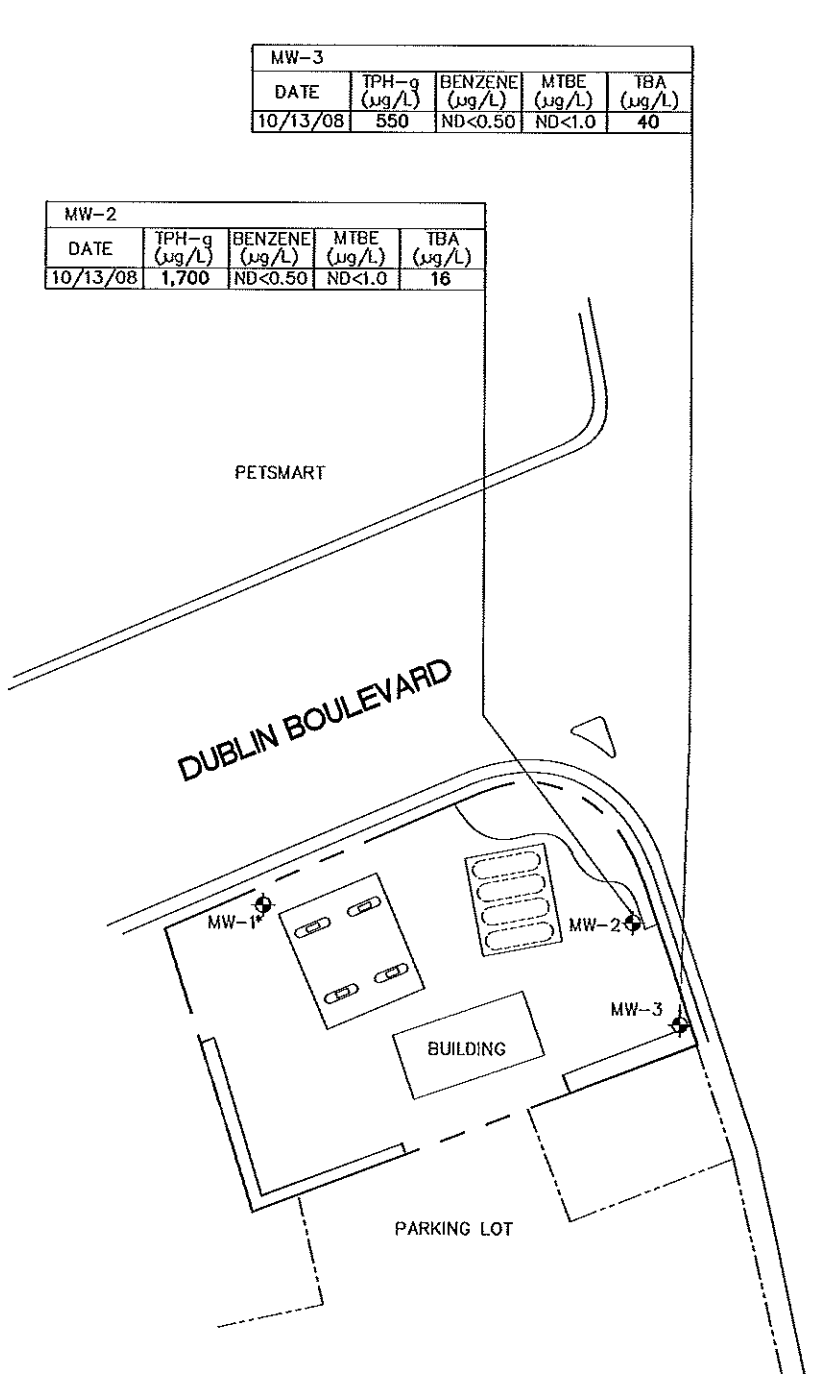 MW-3
DATE TPH-g (µg/L) BENZENE (µg/L) MTBE (µg/L) TBA (µg/L)
10/13/08 550 ND<0.50 ND<1.0 40
MW-2
DATE TPH-g (µg/L) BENZENE (µg/L) MTBE (µg/L) TBA (µg/L)
10/13/08 1,700 ND<0.50 ND<1.0 16
PETSMART
DUBLIN BOULEVARD
MW-1*
MW-2
MW-3
BUILDING
PARKING LOT